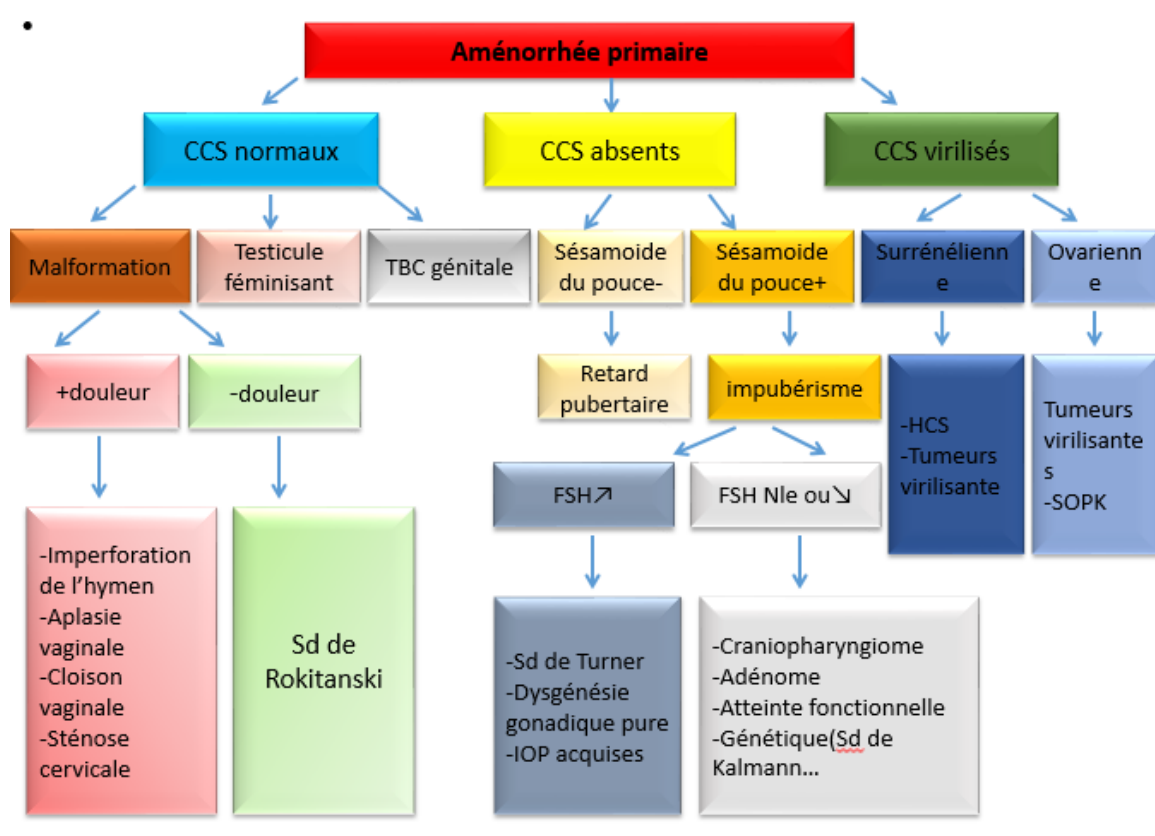 •
Aménorrhée primaire
CCS normaux
CCS absents
CCS virilisés
Malformation
Testicule
féminisant
TBC génitale
Sésamoide
du pouce-
Sésamoide
du pouce+
Surrénélienn
e
Ovarienn
e
+douleur
-douleur
Retard
pubertaire
impubérisme
-HCS
-Tumeurs
virilisante
Tumeurs
virilisante
s
-SOPK
FSH↗
FSH Nle ou↘
-Imperforation
de l’hymen
-Aplasie
vaginale
-Cloison
vaginale
-Sténose
cervicale
Sd de
Rokitanski
-Sd de Turner
-Dysgénésie
gonadique pure
-IOP acquises
-Craniopharyngiome
-Adénome
-Atteinte fonctionnelle
-Génétique(Sd de
Kalmann...